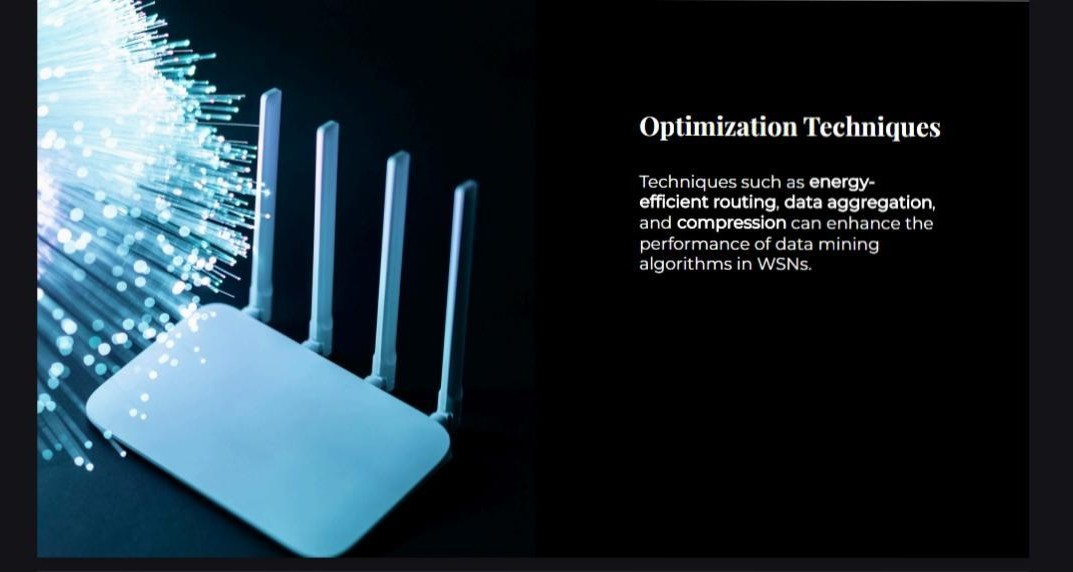 Optimization Techniques
Techniques such as energy-
efficient routing, data aggregation,
and compression can enhance the
performance of data mining
algorithms in WSNs.